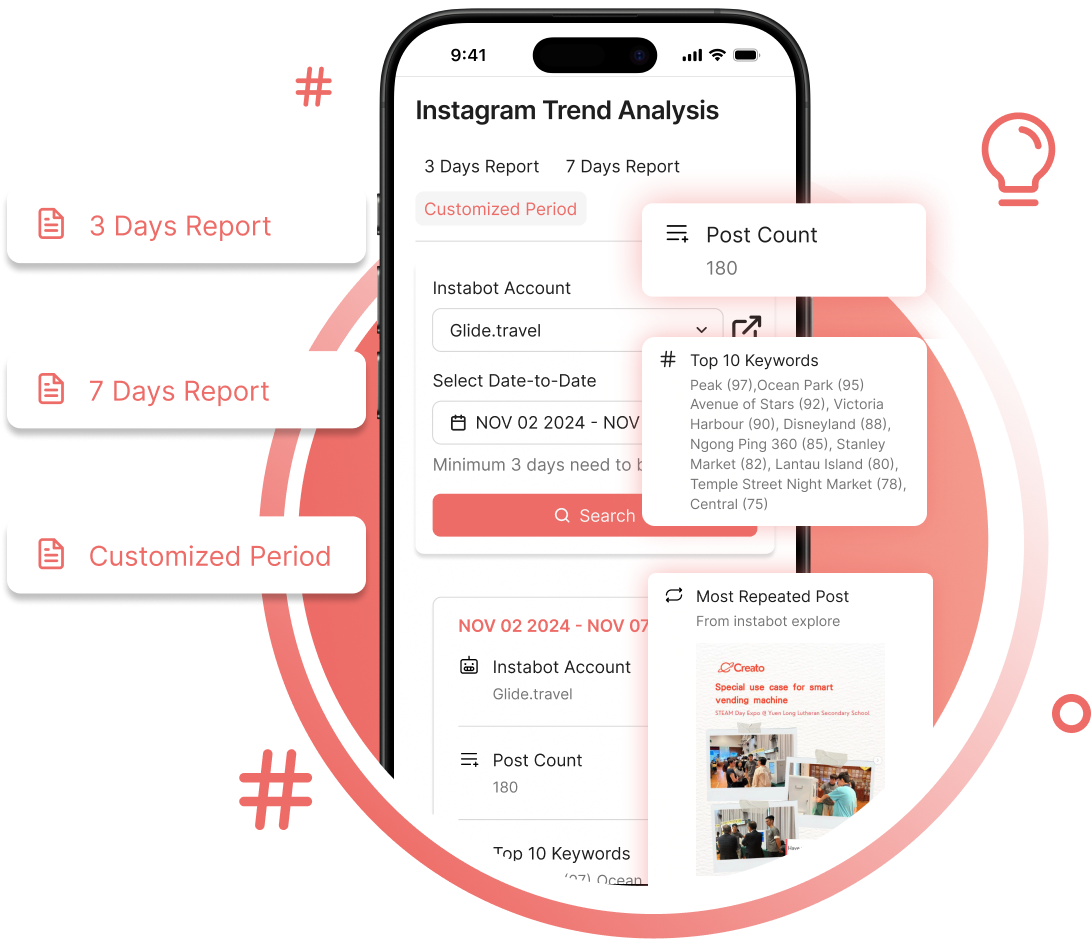 9:41
Instagram Trend Analysis
3 Days Report
7 Days Report
Customized Period
3 Days Report
7 Days Report
Customized Period
Instabot Account
Glide.travel
Select Date-to-Date
NOV 02 2024 - NOV
Minimum 3 days need to
Search
Post Count
180
# Top 10 Keywords
Peak (97),Ocean Park (95)
Avenue of Stars (92), Victoria
Harbour (90), Disneyland (88),
Ngong Ping 360 (85), Stanley
Market (82), Lantau Island (80),
Temple Street Night Market (78),
Central (75)
NOV 02 2024 - NOV 07
Instabot Account
Glide.travel
Post Count
180
Top 10 Keywords
(97) Ocean
Most Repeated Post
From instabot explore
Creato
Special use case for smart
vending machine
STEAM Day Expo @ Yuen Long Lutheran Secondary School.